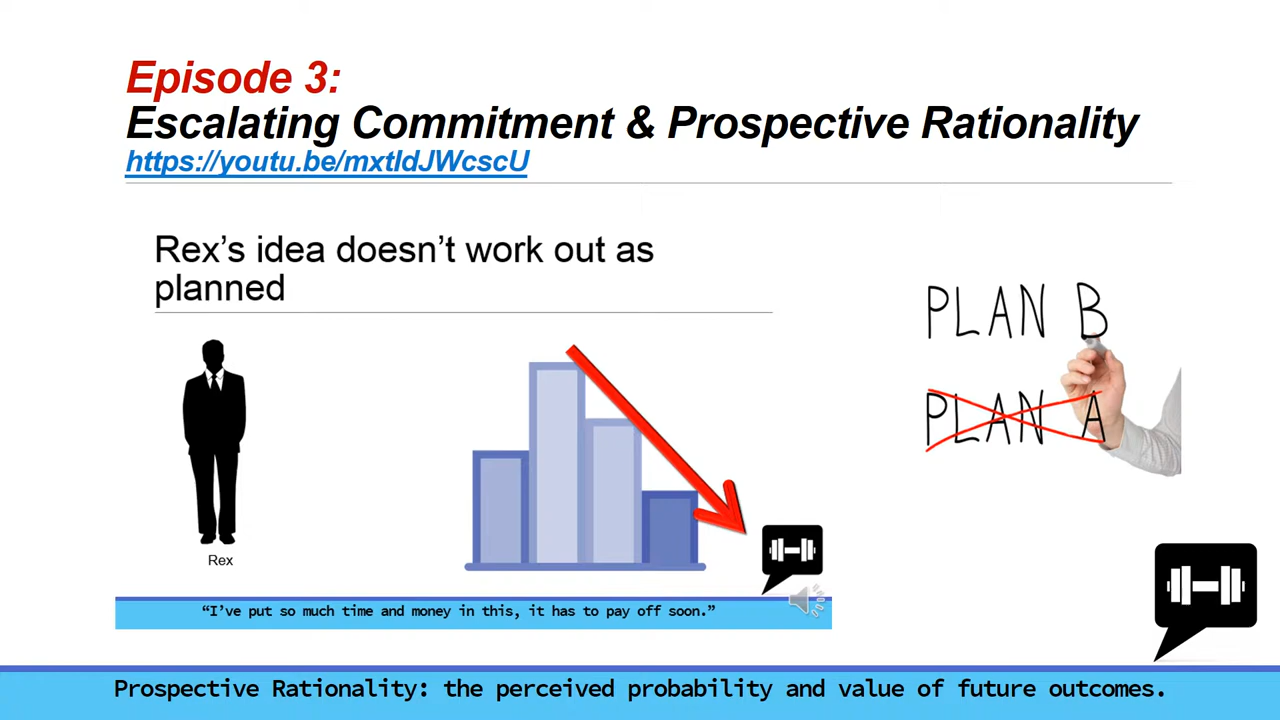 Episode 3:
Escalating Commitment & Prospective Rationality
https://youtu.be/mxtIdJWcscU
Rex’s idea doesn’t work out as
planned
PLAN B
PLAN A
Rex
“I’ve put so much time and money in this, it has to pay off soon.”
Prospective Rationality: the perceived probability and value of future outcomes.